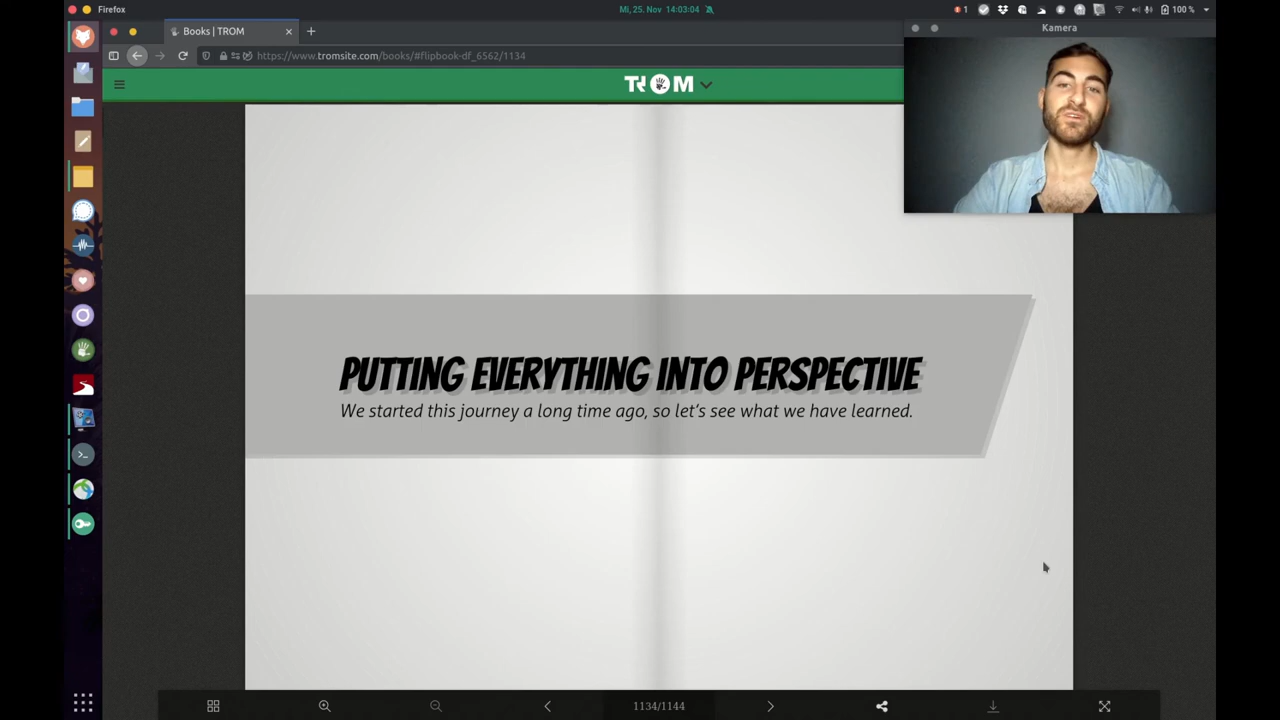 Firefox
Mi, 25. Nov 14:03:04
1
100 %
Books | TROM
Kamera
https://www.tromsite.com/books/#flipbook-df_6562/1134
TROM
PUTTING EVERYTHING INTO PERSPECTIVE
We started this journey a long time ago, so let's see what we have learned.
1134/1144